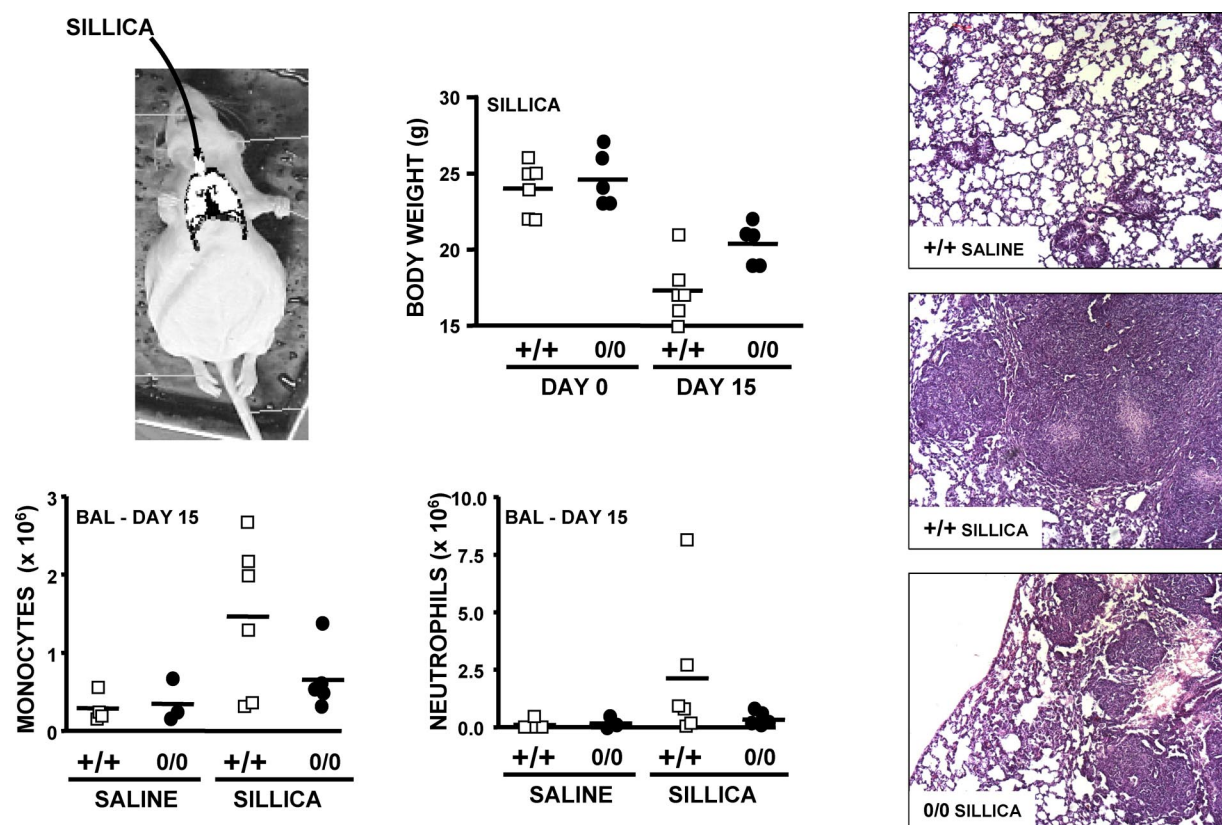 SILLICA
30
25
20
15
BODY WEIGHT (g)
SILLICA
+/+ 0/0 +/+ 0/0
DAY 0 DAY 15
3
2
1
0
MONOCYTES (x 10⁶)
BAL - DAY 15
+/+ 0/0 +/+ 0/0
SALINE SILLICA
10.0
7.5
5.0
2.5
0.0
NEUTROPHILS (x 10⁶)
BAL - DAY 15
+/+ 0/0 +/+ 0/0
SALINE SILLICA
+/+ SALINE
+/+ SILLICA
0/0 SILLICA